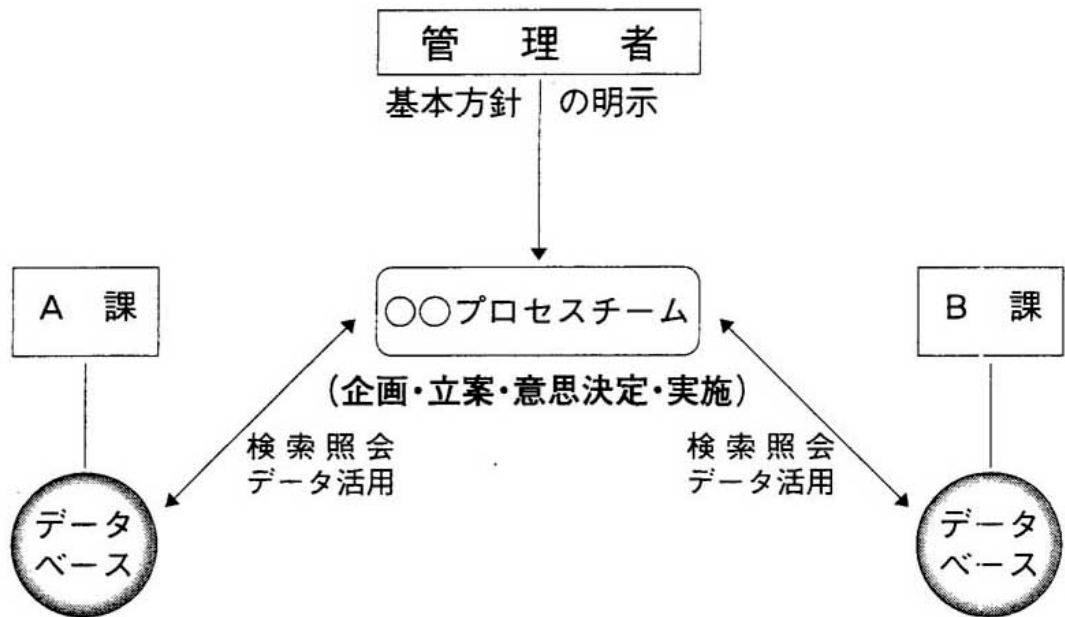 管理者
基本方針の明示
A課
○○プロセスチーム
B課
(企画・立案・意思決定・実施)
検索照会
データ活用
検索照会
データ活用
データ
ベース
データ
ベース